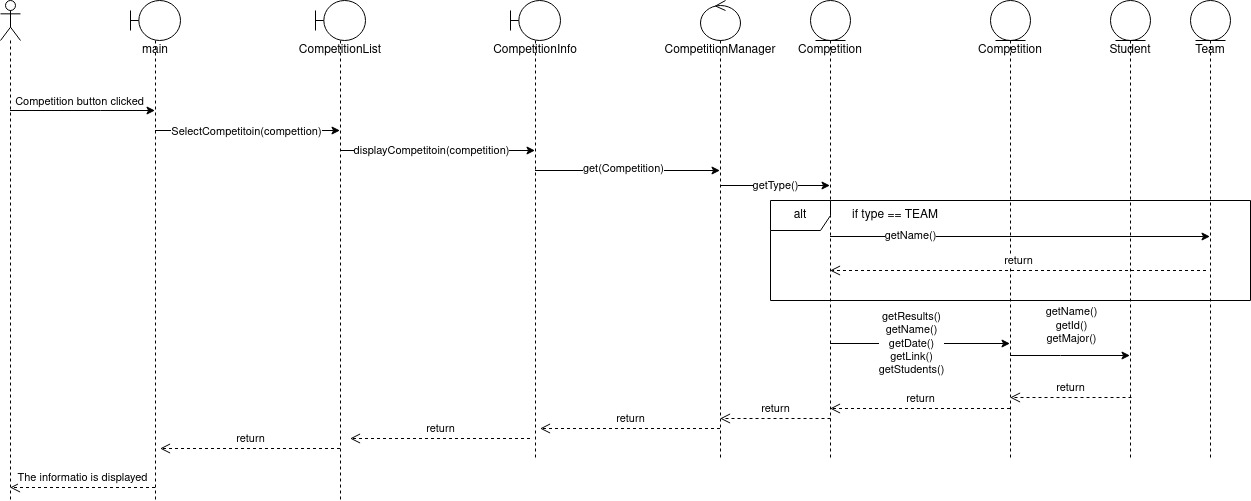 main
CompetitionList
CompetitionInfo
CompetitionManager
Competition
Competition
Student
Team
Competition button clicked
SelectCompetitoin(compettion)
displayCompetitoin(competition)
get(Competition)
getType()
alt
if type == TEAM
getName()
return
getResults()
getName()
getDate()
getLink()
getStudents()
getName()
getId()
getMajor()
return
return
return
return
return
return
The informatio is displayed